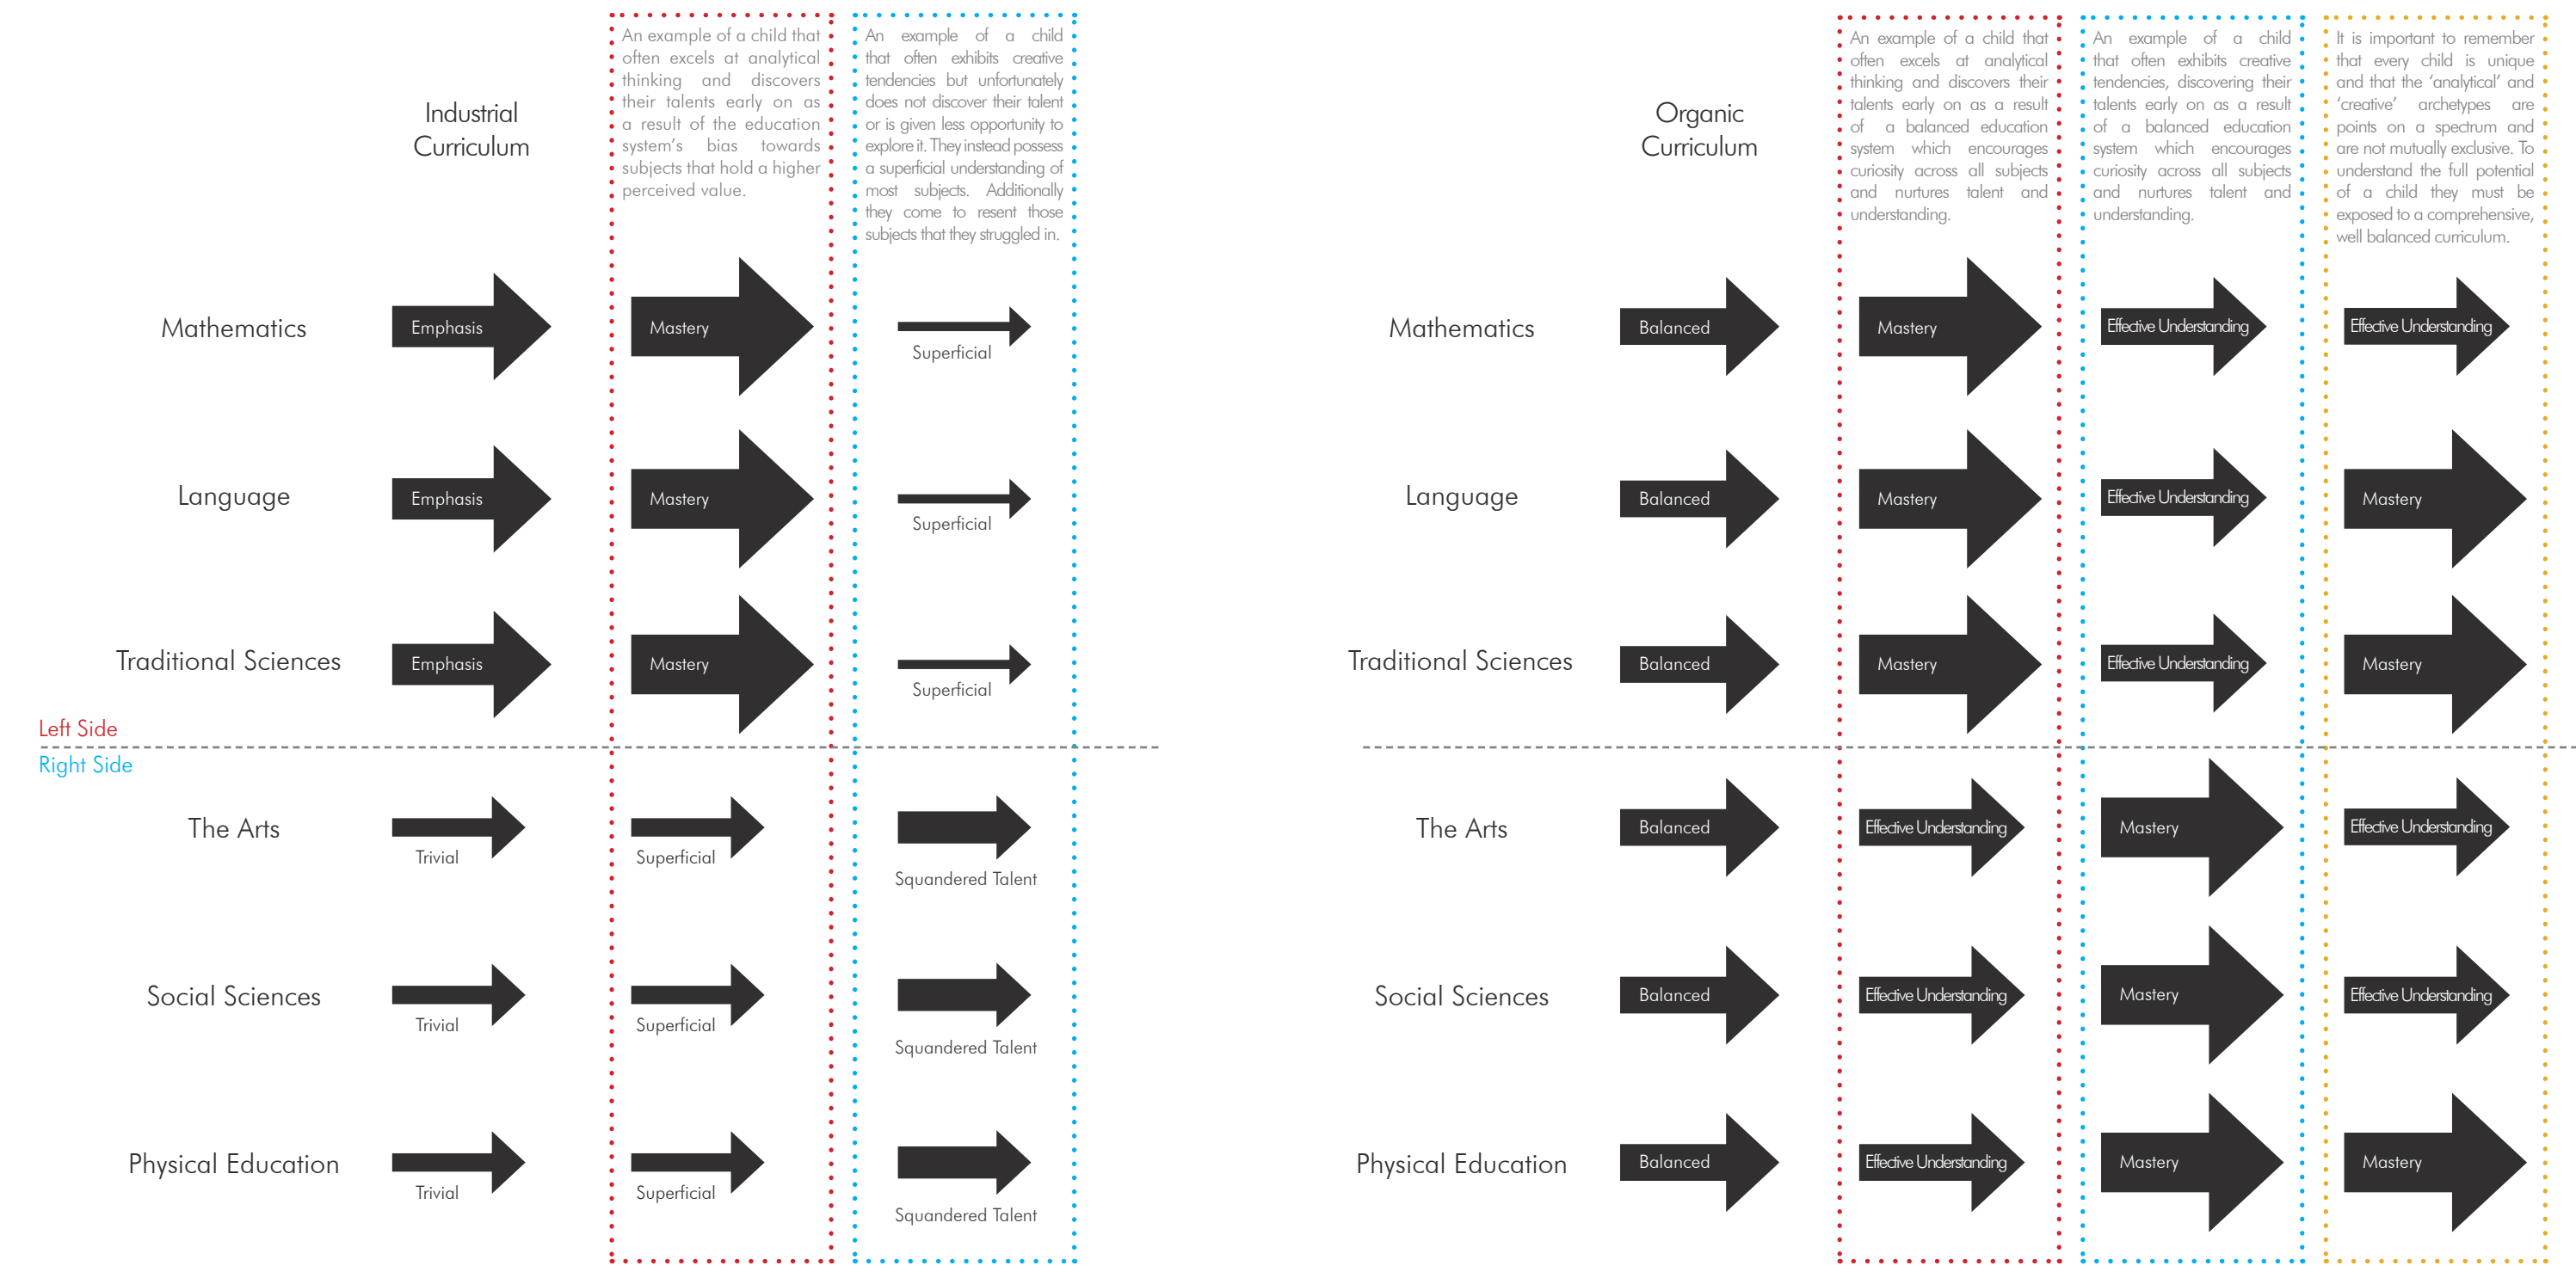 Industrial
Curriculum
An example of a child that
often excels at analytical
thinking and discovers
their talents early on as
a result of the education
system's bias towards
subjects that hold a higher
perceived value.
An example of a child
that often exhibits creative
tendencies but unfortunately
does not discover their talent
or is given less opportunity to
explore it. They instead possess
a superficial understanding of
most subjects. Additionally
they come to resent those
subjects that they struggled in.
Mathematics
Emphasis
Mastery
Superficial
Language
Emphasis
Mastery
Superficial
Traditional Sciences
Emphasis
Mastery
Superficial
Left Side
Right Side
The Arts
Trivial
Superficial
Squandered Talent
Social Sciences
Trivial
Superficial
Squandered Talent
Physical Education
Trivial
Superficial
Squandered Talent
Organic
Curriculum
An example of a child that
often excels at analytical
thinking and discovers their
talents early on as a result
of a balanced education
system which encourages
curiosity across all subjects
and nurtures talent and
understanding.
An example of a child
that often exhibits creative
tendencies, discovering their
talents early on as a result
of a balanced education
system which encourages
curiosity across all subjects
and nurtures talent and
understanding.
It is important to remember
that every child is unique
and that the 'analytical' and
'creative' archetypes are
points on a spectrum and
are not mutually exclusive. To
understand the full potential
of a child they must be
exposed to a comprehensive,
well balanced curriculum.
Mathematics
Balanced
Mastery
Effective Understanding
Effective Understanding
Language
Balanced
Mastery
Effective Understanding
Mastery
Traditional Sciences
Balanced
Mastery
Effective Understanding
Mastery
The Arts
Balanced
Effective Understanding
Mastery
Effective Understanding
Social Sciences
Balanced
Effective Understanding
Mastery
Effective Understanding
Physical Education
Balanced
Effective Understanding
Mastery
Mastery